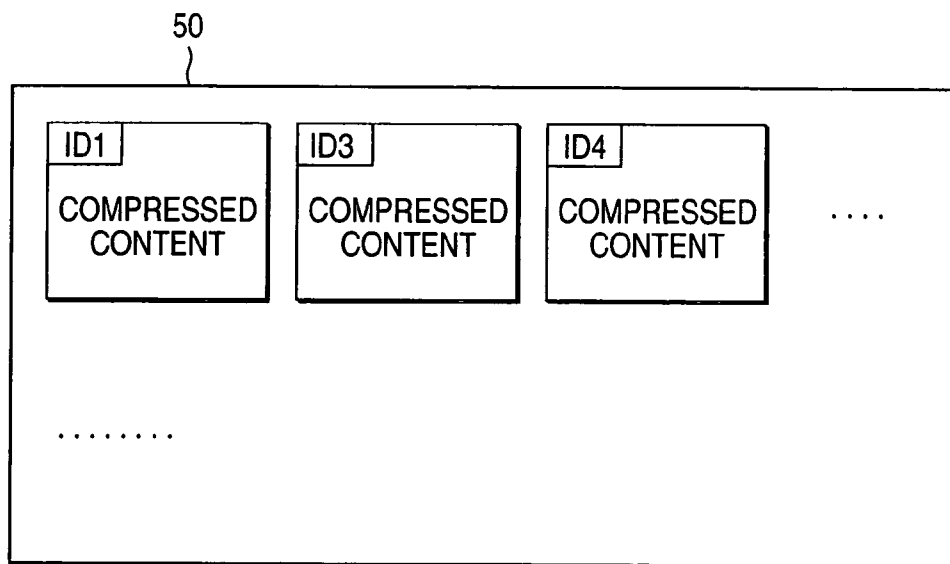 50
ID1
COMPRESSED
CONTENT
ID3
COMPRESSED
CONTENT
ID4
COMPRESSED
CONTENT
....
........